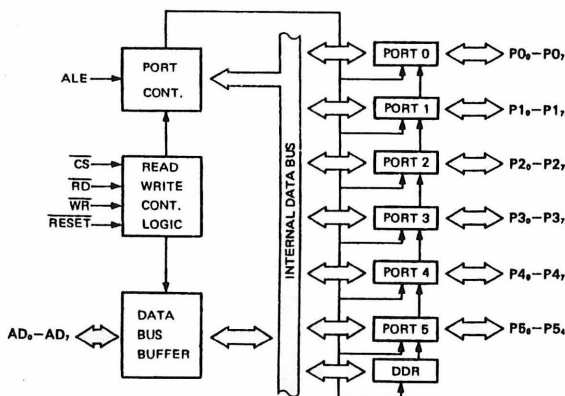 PORT 0
P0₀–P0₇
ALE
PORT
CONT.
PORT 1
P1₀–P1₇
CS
RD
WR
RESET
READ
WRITE
CONT.
LOGIC
INTERNAL DATA BUS
PORT 2
P2₀–P2₇
PORT 3
P3₀–P3₇
PORT 4
P4₀–P4₇
AD₀–AD₇
DATA
BUS
BUFFER
PORT 5
P5₀–P5₄
DDR